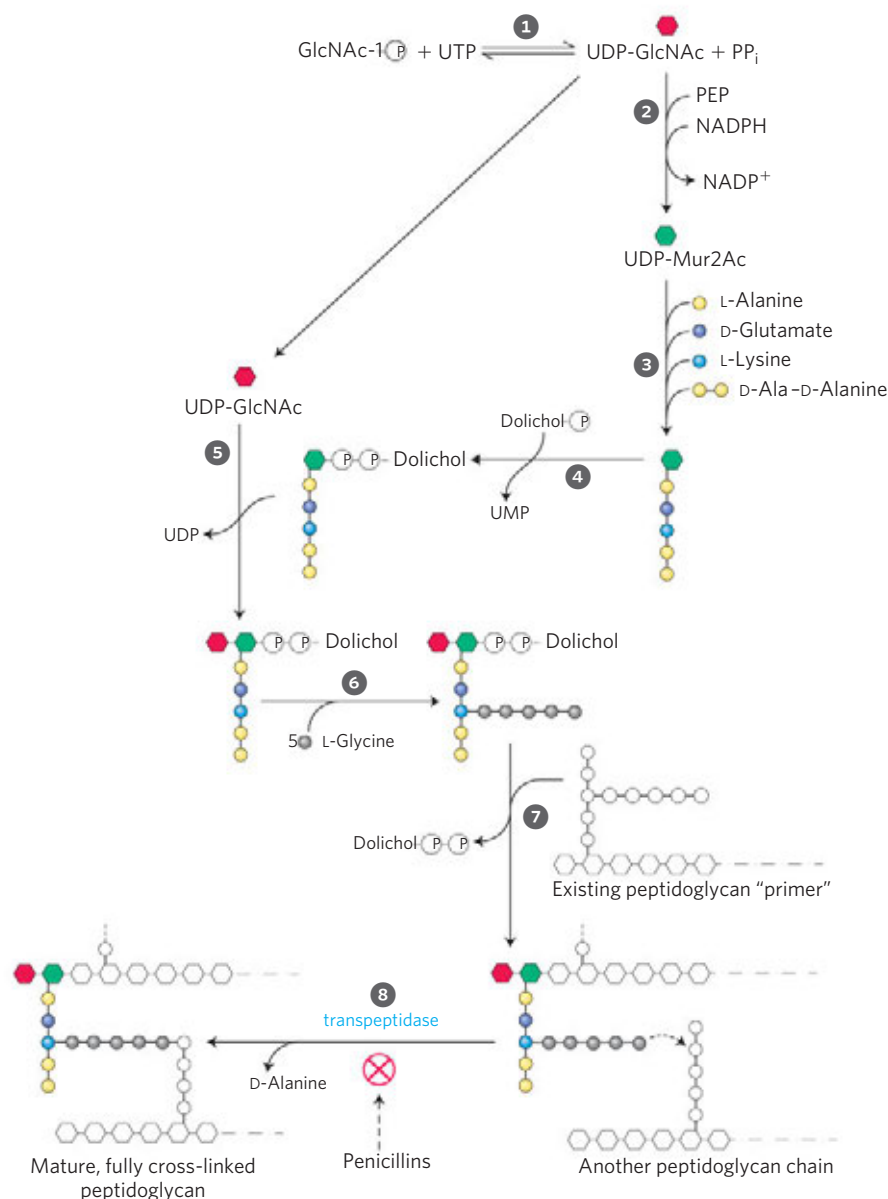 1
GlcNAc-1 P + UTP UDP-GlcNAc + PPi
2
PEP
NADPH
NADP+
UDP-Mur2Ac
L-Alanine
D-Glutamate
3
L-Lysine
D-Ala–D-Alanine
UDP-GlcNAc
5
Dolichol P
P P Dolichol
4
UMP
UDP
P P Dolichol
P P Dolichol
6
5 L-Glycine
7
Dolichol P P
Existing peptidoglycan “primer”
8
transpeptidase
D-Alanine
Penicillins
Mature, fully cross-linked
peptidoglycan
Another peptidoglycan chain